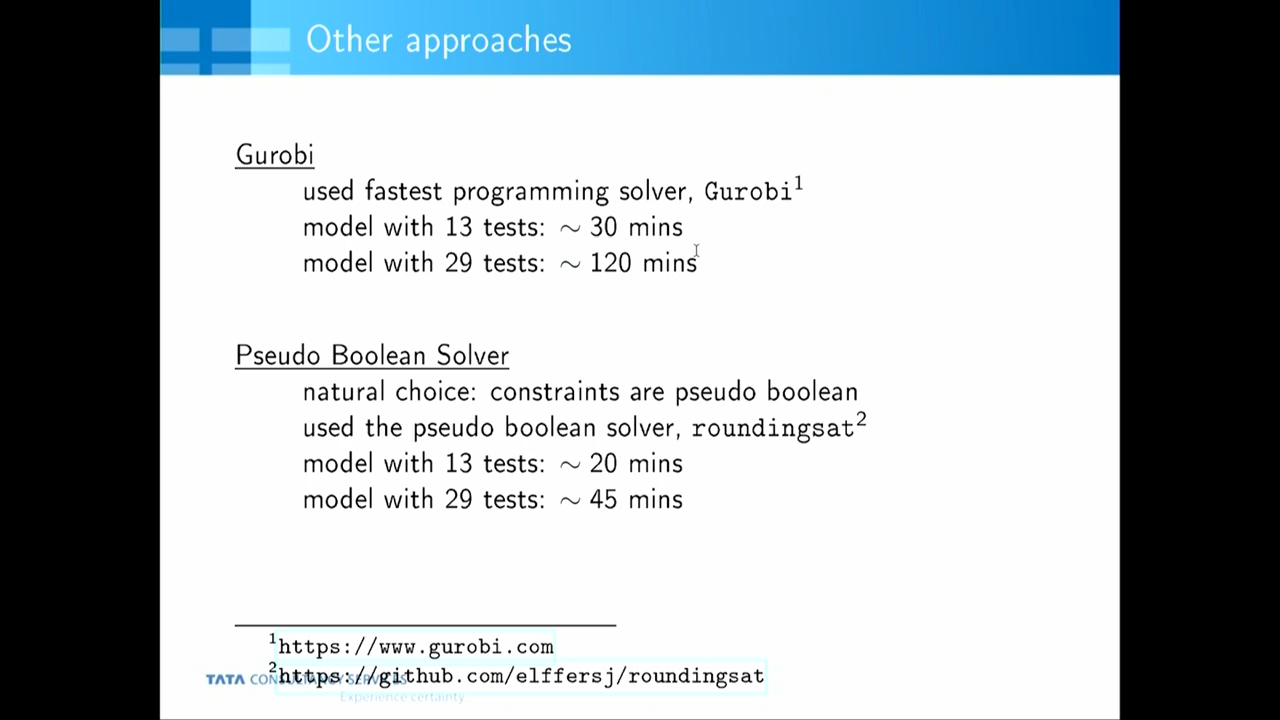 Other approaches
Gurobi
used fastest programming solver, Gurobi¹
model with 13 tests: ∼ 30 mins
model with 29 tests: ∼ 120 mins
Pseudo Boolean Solver
natural choice: constraints are pseudo boolean
used the pseudo boolean solver, roundingsat²
model with 13 tests: ∼ 20 mins
model with 29 tests: ∼ 45 mins
¹https://www.gurobi.com
²https://github.com/elffersj/roundingsat
TATA CONSULTANCY SERVICES
Experience certainty.